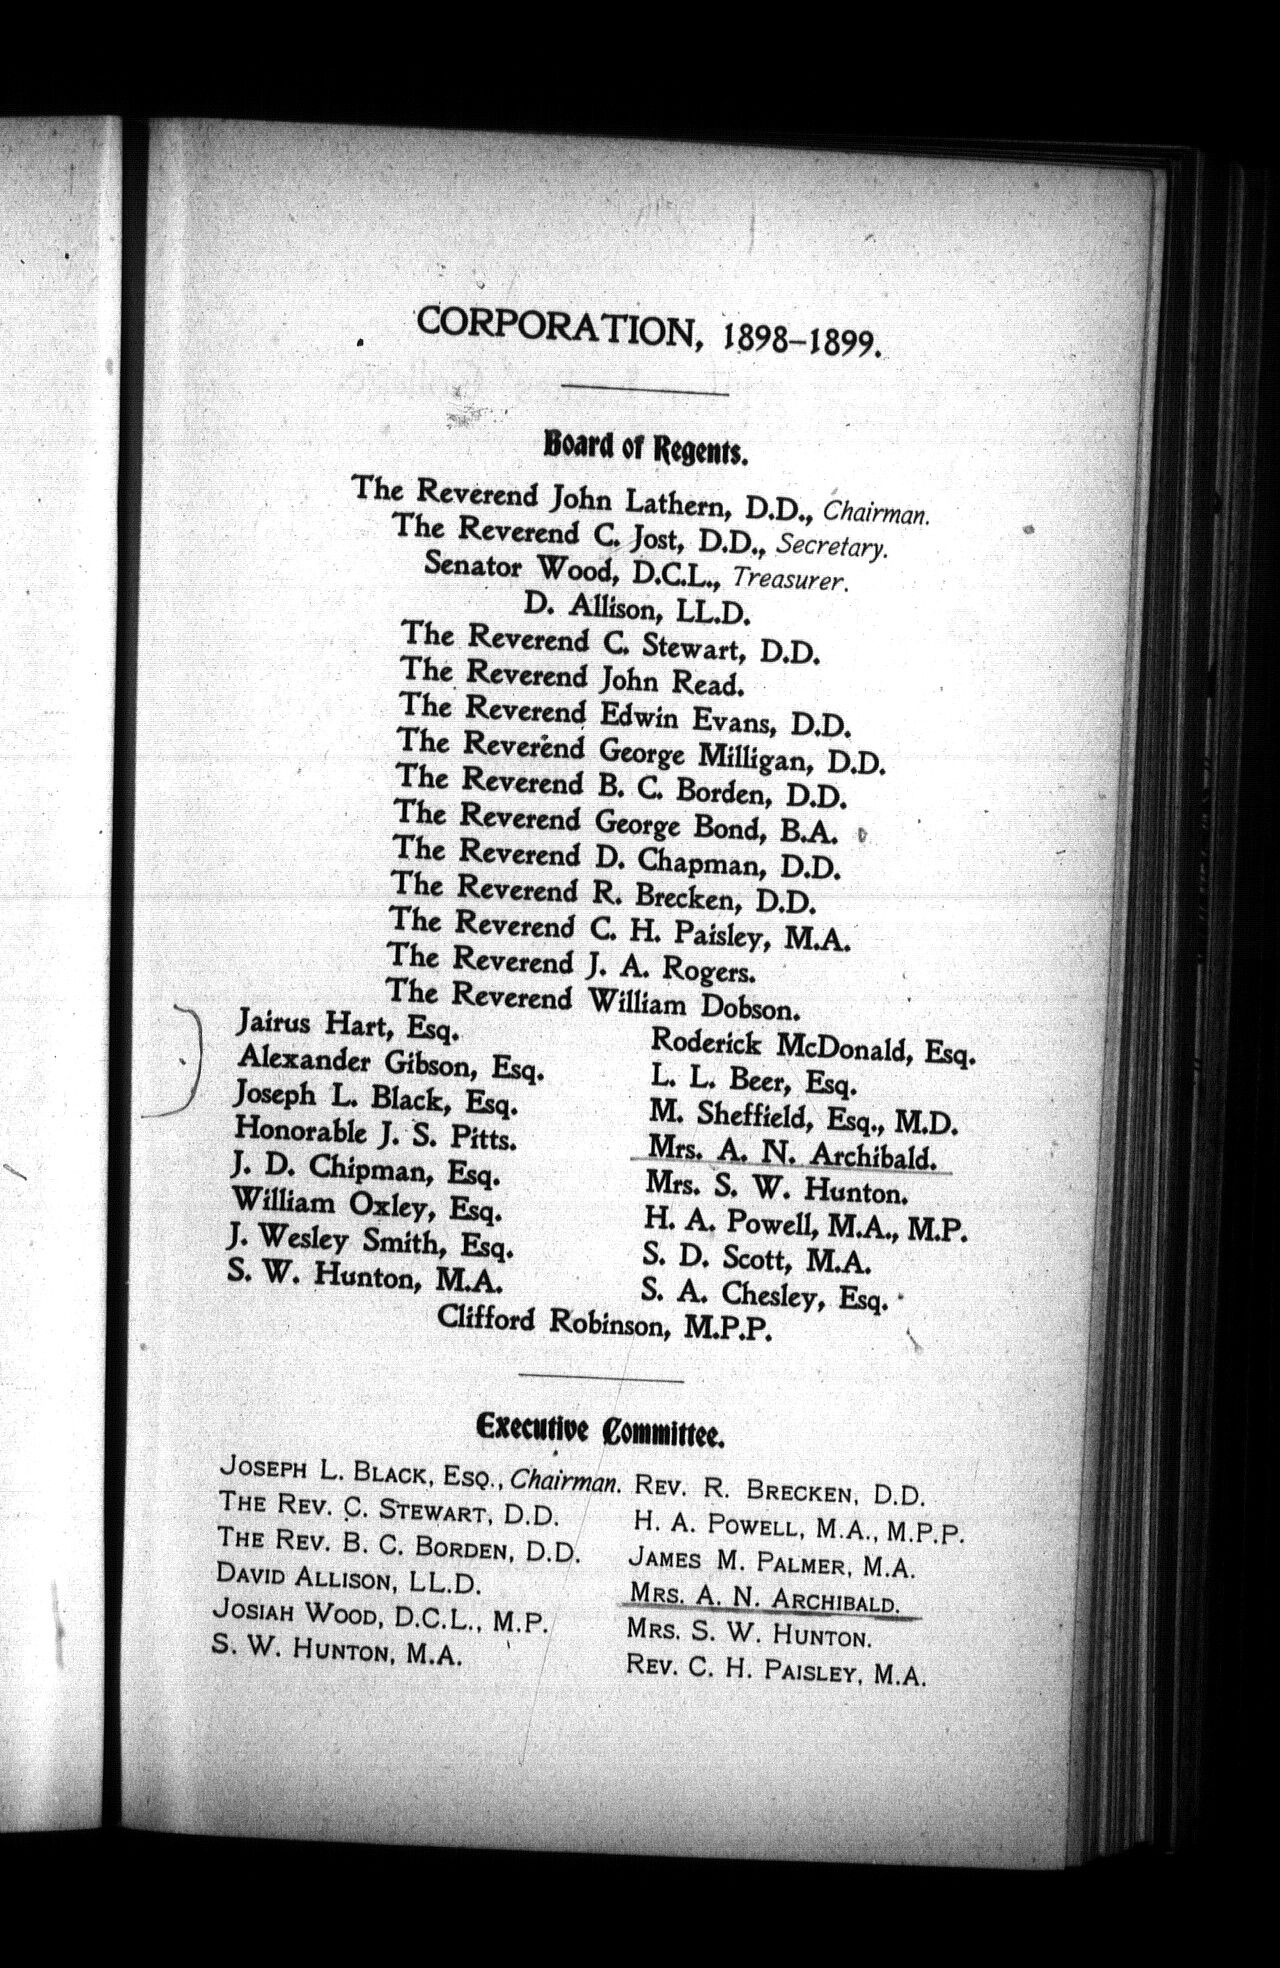 CORPORATION, 1898–1899.
Board of Regents.
The Reverend John Lathern, D.D., Chairman.
The Reverend C. Jost, D.D., Secretary.
Senator Wood, D.C.L., Treasurer.
D. Allison, LL.D.
The Reverend C. Stewart, D.D.
The Reverend John Read.
The Reverend Edwin Evans, D.D.
The Reverend George Milligan, D.D.
The Reverend B. C. Borden, D.D.
The Reverend George Bond, B.A.
The Reverend D. Chapman, D.D.
The Reverend R. Brecken, D.D.
The Reverend C. H. Paisley, M.A.
The Reverend J. A. Rogers.
The Reverend William Dobson.
Jairus Hart, Esq.
Alexander Gibson, Esq.
Joseph L. Black, Esq.
Honorable J. S. Pitts.
J. D. Chipman, Esq.
William Oxley, Esq.
J. Wesley Smith, Esq.
S. W. Hunton, M.A.
Roderick McDonald, Esq.
L. L. Beer, Esq.
M. Sheffield, Esq., M.D.
Mrs. A. N. Archibald.
Mrs. S. W. Hunton.
H. A. Powell, M.A., M.P.
S. D. Scott, M.A.
S. A. Chesley, Esq.
Clifford Robinson, M.P.P.
Executive Committee.
JOSEPH L. BLACK, ESQ., Chairman.
THE REV. C. STEWART, D.D.
THE REV. B. C. BORDEN, D.D.
DAVID ALLISON, LL.D.
JOSIAH WOOD, D.C.L., M.P.
S. W. HUNTON, M.A.
REV. R. BRECKEN, D.D.
H. A. POWELL, M.A., M.P.P.
JAMES M. PALMER, M.A.
MRS. A. N. ARCHIBALD.
MRS. S. W. HUNTON.
REV. C. H. PAISLEY, M.A.